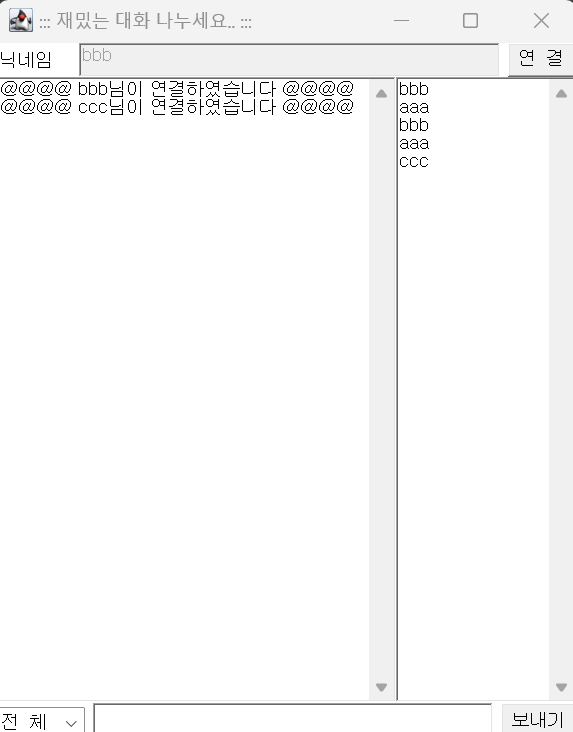 ::: 재밌는 대화 나누세요.. :::
닉네임
bbb
연 결
@@@@ bbb님이 연결하였습니다 @@@@
@@@@ ccc님이 연결하였습니다 @@@@
bbb
aaa
bbb
aaa
ccc
전 체
보내기